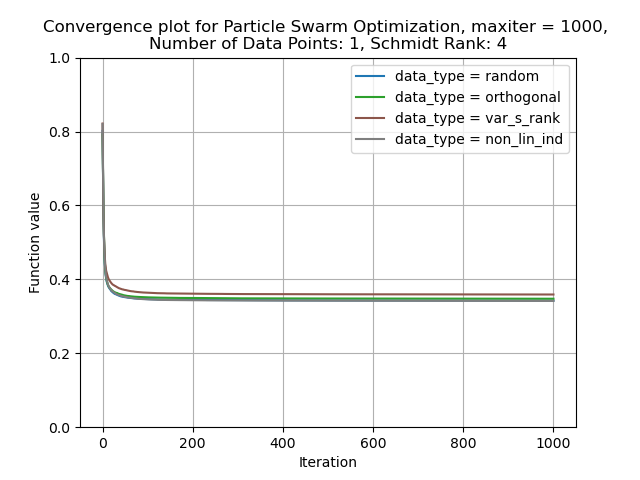 Convergence plot for Particle Swarm Optimization, maxiter = 1000,
Number of Data Points: 1, Schmidt Rank: 4
1.0
0.8
0.6
0.4
0.2
0.0
Function value
data_type = random
data_type = orthogonal
data_type = var_s_rank
data_type = non_lin_ind
0
200
400
600
800
1000
Iteration